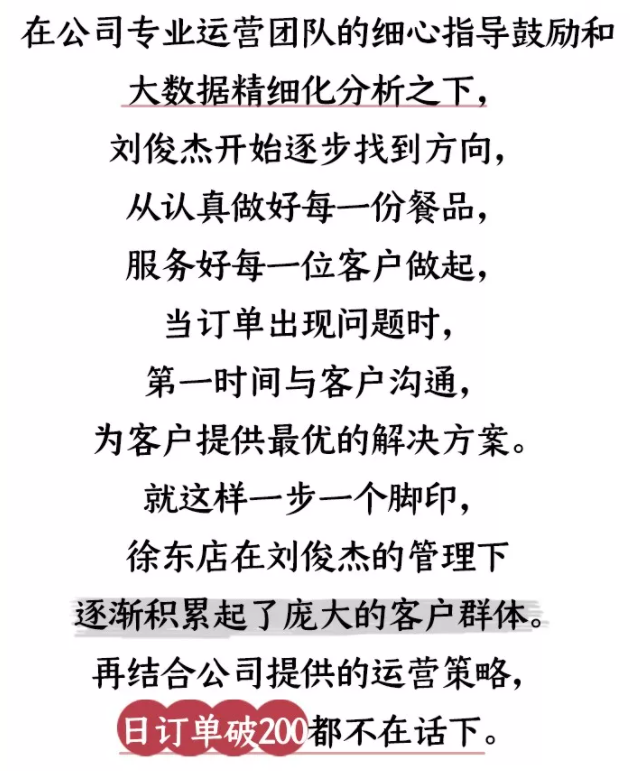 在公司专业运营团队的细心指导鼓励和
大数据精细化分析之下，
刘俊杰开始逐步找到方向，
从认真做好每一份餐品，
服务好每一位客户做起，
当订单出现问题时，
第一时间与客户沟通，
为客户提供最优的解决方案。
就这样一步一个脚印，
徐东店在刘俊杰的管理下
逐渐积累起了庞大的客户群体。
再结合公司提供的运营策略，
日订单破200都不在话下。